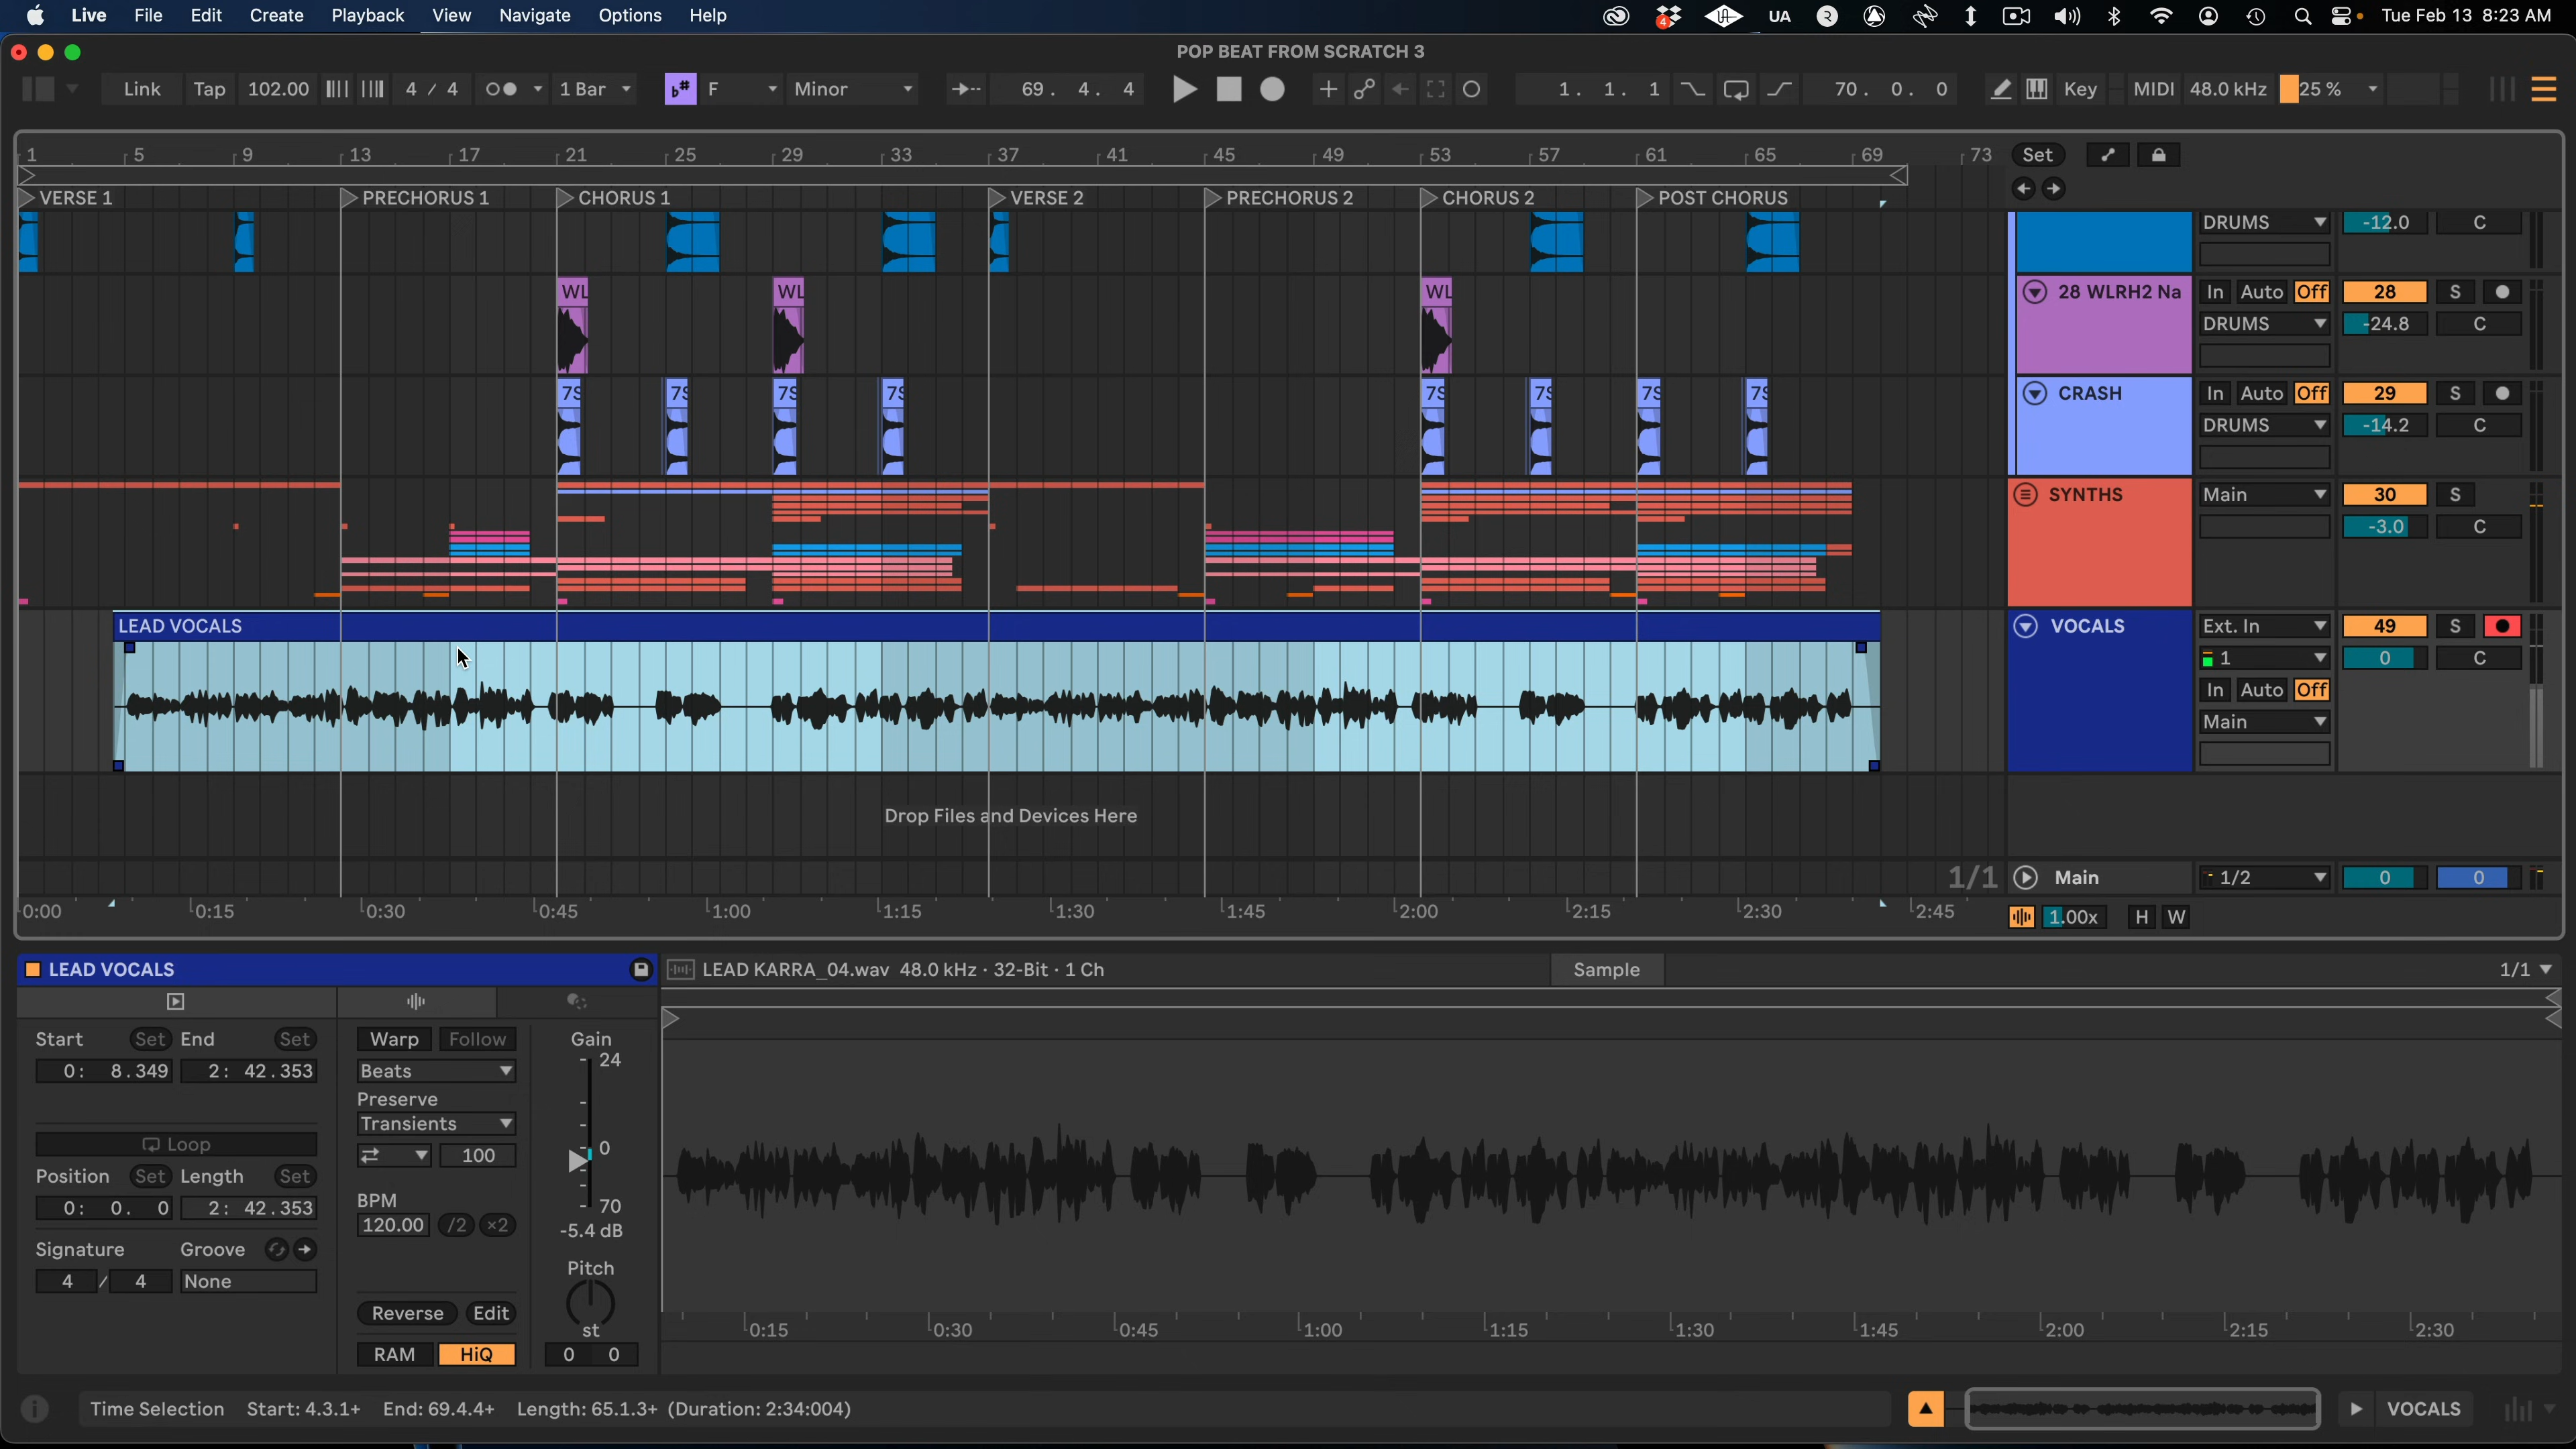 Live File Edit Create Playback View Navigate Options Help
4 UA Tue Feb 13 8:23 AM
POP BEAT FROM SCRATCH 3
Link Tap 102.00 4 / 4 1 Bar F Minor 69. 4. 4 1. 1. 1 70. 0. 0 Key MIDI 48.0 kHz 25 %
1 5 9 13 17 21 25 29 33 37 41 45 49 53 57 61 65 69 73 Set
VERSE 1 PRECHORUS 1 CHORUS 1 VERSE 2 PRECHORUS 2 CHORUS 2 POST CHORUS
DRUMS -12.0 C
WL WL WL 28 WLRH2 Na In Auto Off 28 S
DRUMS -24.8 C
7S 7S 7S 7S 7S 7S 7S 7S CRASH In Auto Off 29 S
DRUMS -14.2 C
SYNTHS Main 30 S
-3.0 C
LEAD VOCALS VOCALS Ext. In 49 S
1 0 C
In Auto Off
Main
Drop Files and Devices Here
1/1 Main 1/2 0 0
0:00 0:15 0:30 0:45 1:00 1:15 1:30 1:45 2:00 2:15 2:30 2:45 1.00x H W
LEAD VOCALS LEAD KARRA_04.wav 48.0 kHz · 32-Bit · 1 Ch Sample 1/1
Start Set End Set Warp Follow Gain
0: 8.349 2: 42.353 Beats 24
Preserve
Transients
Loop 100 0
Position Set Length Set
0: 0. 0 2: 42.353 BPM 70
120.00 /2 ×2 -5.4 dB
Signature Groove
4 / 4 None Pitch
Reverse Edit st
RAM HiQ 0 0
0:15 0:30 0:45 1:00 1:15 1:30 1:45 2:00 2:15 2:30
Time Selection Start: 4.3.1+ End: 69.4.4+ Length: 65.1.3+ (Duration: 2:34:004) VOCALS